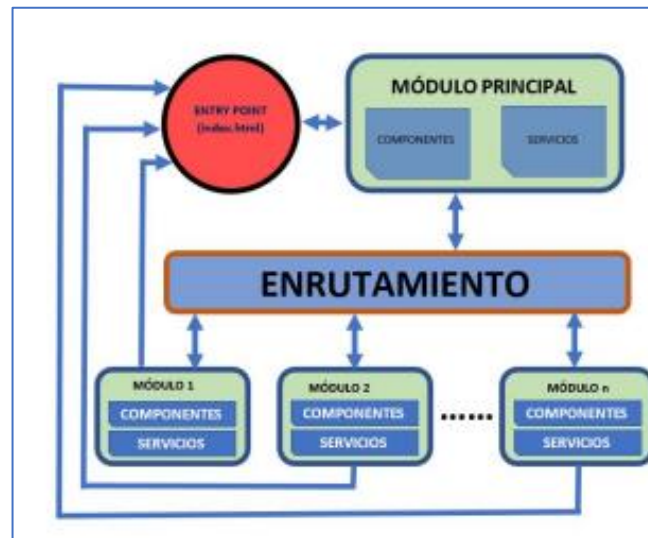 ENTRY POINT
(index.html)
MÓDULO PRINCIPAL
COMPONENTES
SERVICIOS
ENRUTAMIENTO
MÓDULO 1
COMPONENTES
SERVICIOS
MÓDULO 2
COMPONENTES
SERVICIOS
......
MÓDULO n
COMPONENTES
SERVICIOS